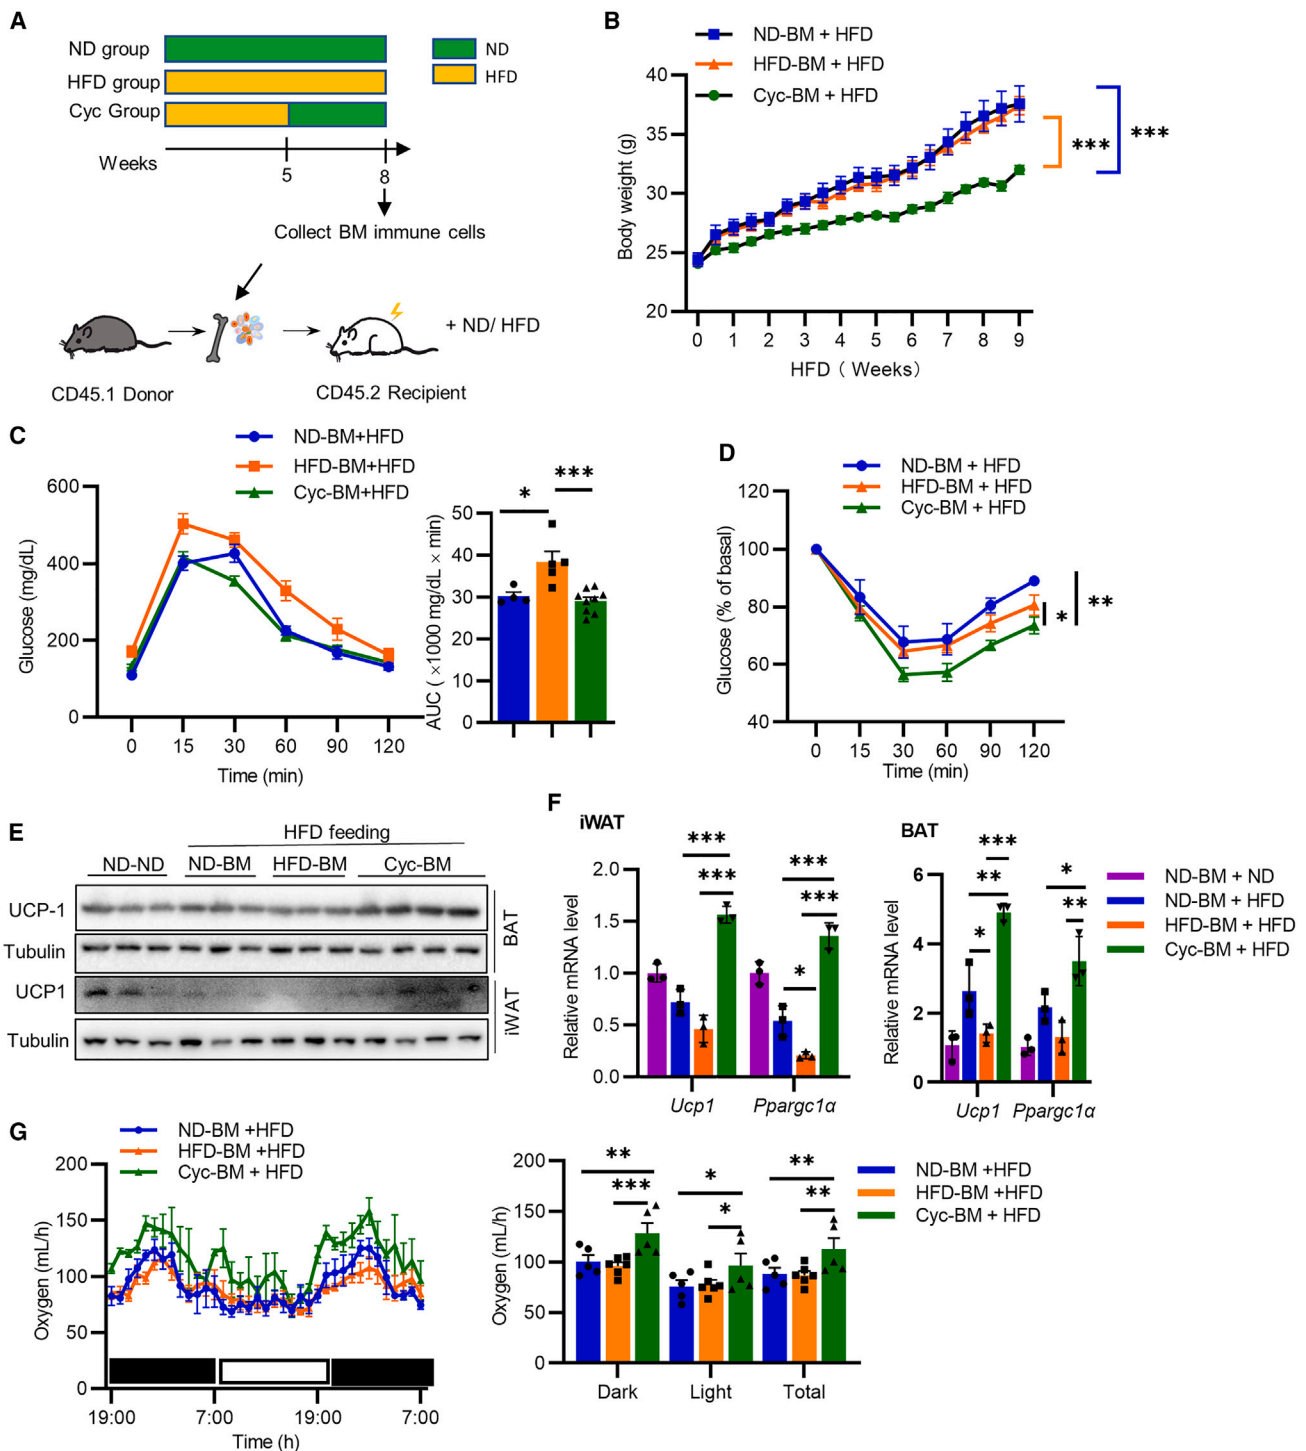 A
ND group
HFD group
Cyc Group
ND
HFD
Weeks
5
8
Collect BM immune cells
+ ND/ HFD
CD45.1 Donor
CD45.2 Recipient
B
ND-BM + HFD
HFD-BM + HFD
Cyc-BM + HFD
Body weight (g)
40
35
30
25
20
0 1 2 3 4 5 6 7 8 9
HFD ( Weeks)
***
***
C
ND-BM+HFD
HFD-BM+HFD
Cyc-BM+HFD
Glucose (mg/dL)
600
400
200
0
0 15 30 60 90 120
Time (min)
AUC ( ×1000 mg/dL × min)
50
40
30
20
10
0
*
***
D
ND-BM + HFD
HFD-BM + HFD
Cyc-BM + HFD
Glucose (% of basal)
120
100
80
60
40
0 15 30 60 90 120
Time (min)
*
**
E
HFD feeding
ND-ND ND-BM HFD-BM Cyc-BM
UCP-1
Tubulin
BAT
UCP1
Tubulin
iWAT
F
iWAT
Relative mRNA level
2.0
1.5
1.0
0.5
0.0
***
***
***
***
*
Ucp1 Ppargc1α
BAT
Relative mRNA level
6
4
2
0
***
**
*
*
**
Ucp1 Ppargc1α
ND-BM + ND
ND-BM + HFD
HFD-BM + HFD
Cyc-BM + HFD
G
ND-BM +HFD
HFD-BM +HFD
Cyc-BM + HFD
Oxygen (mL/h)
200
150
100
50
0
19:00 7:00 19:00 7:00
Time (h)
Oxygen (mL/h)
200
150
100
50
0
**
***
*
*
**
**
Dark Light Total
ND-BM +HFD
HFD-BM +HFD
Cyc-BM + HFD